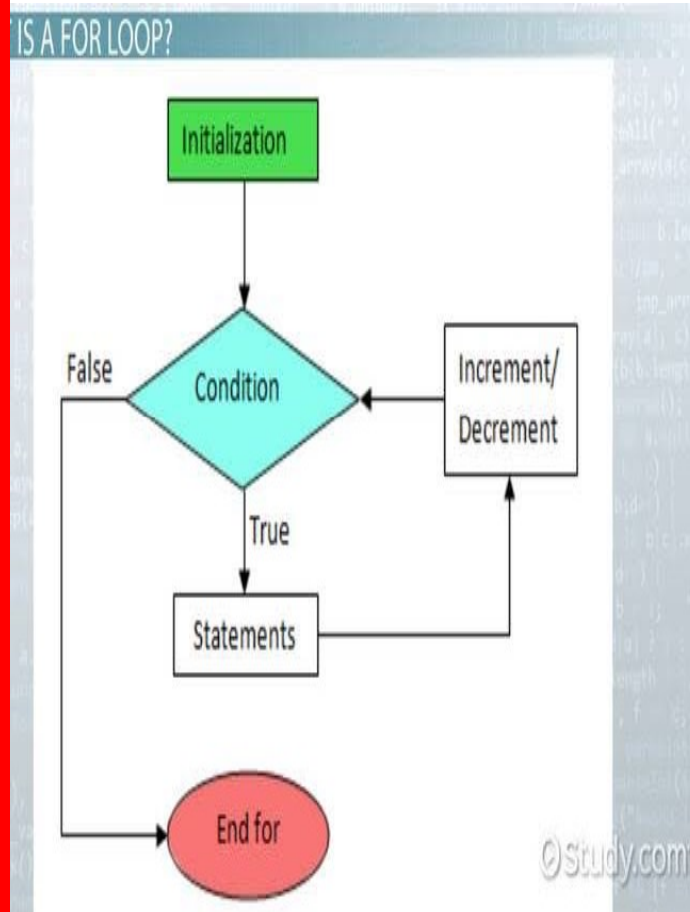 IS A FOR LOOP?
Initialization
False
Condition
Increment/
Decrement
True
Statements
End for
Study.com